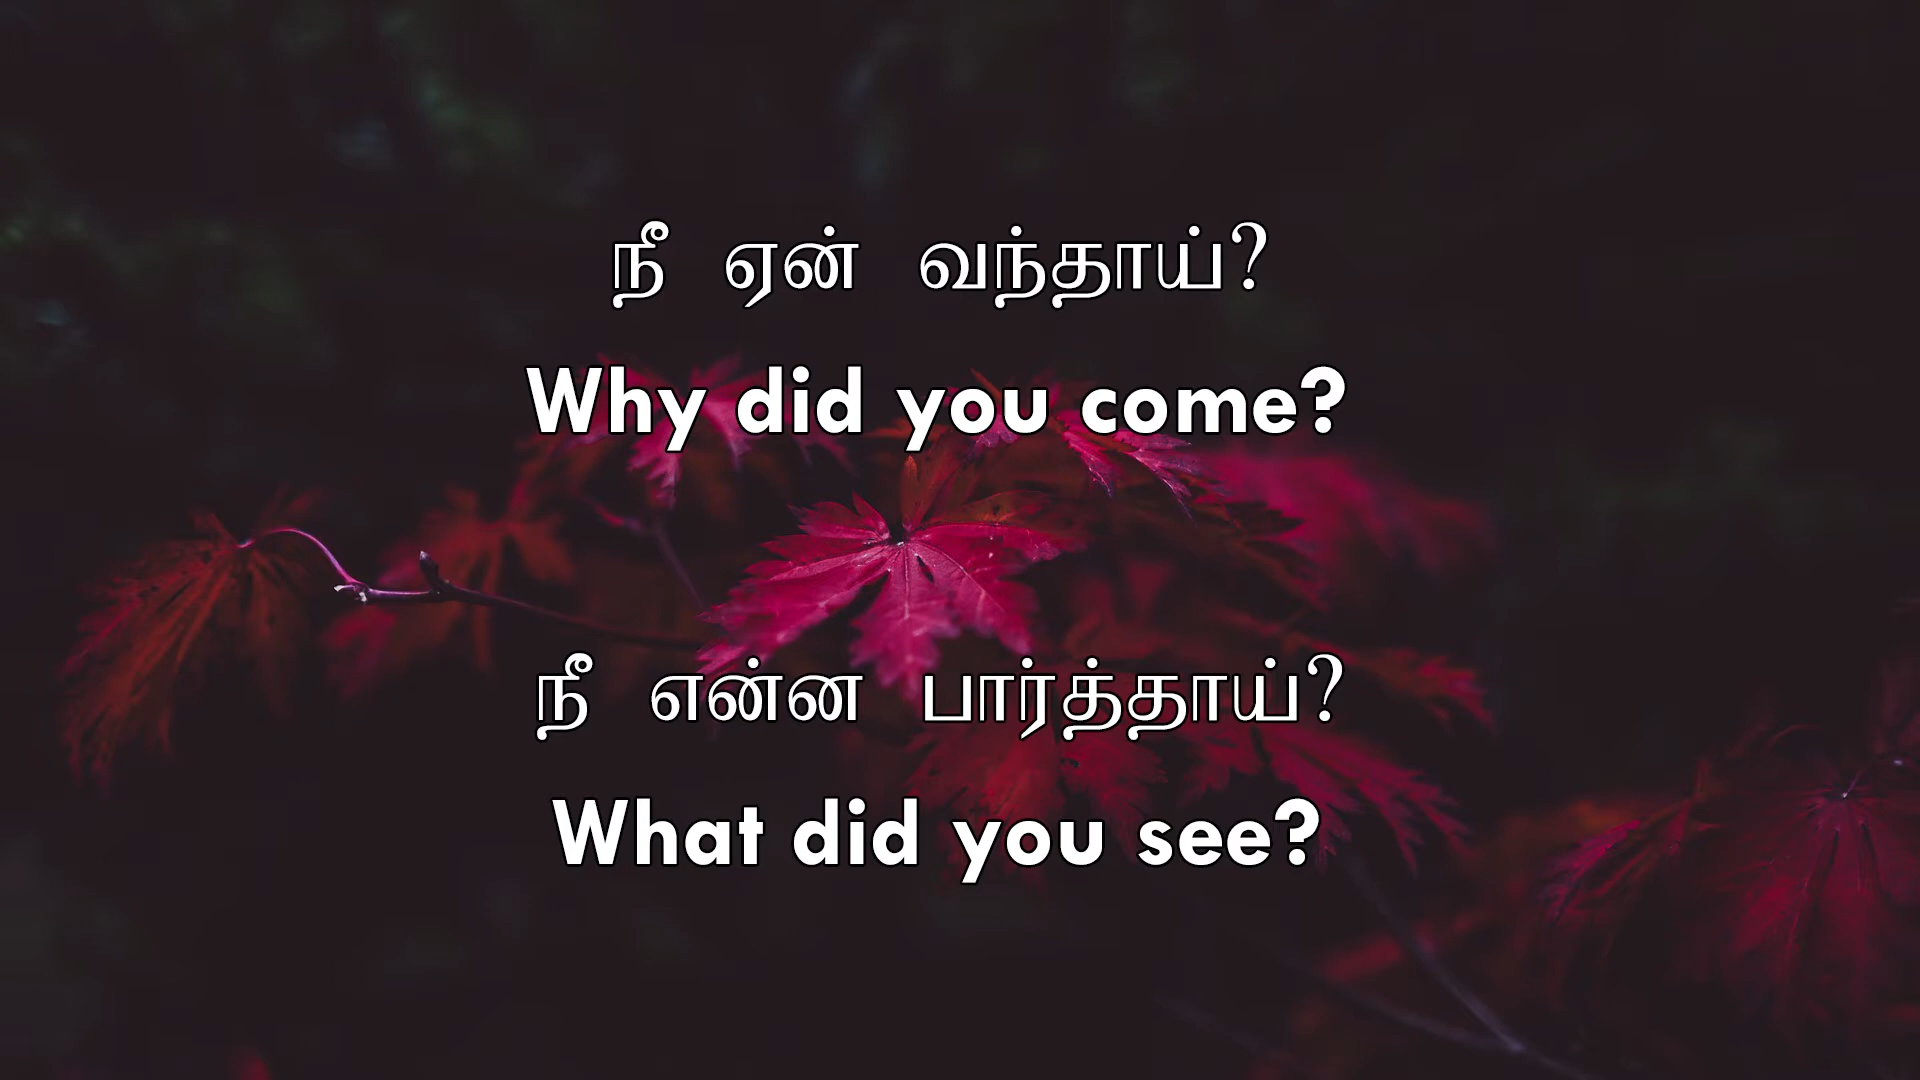 நீ ஏன் வந்தாய்?
Why did you come?
நீ என்ன பார்த்தாய்?
What did you see?